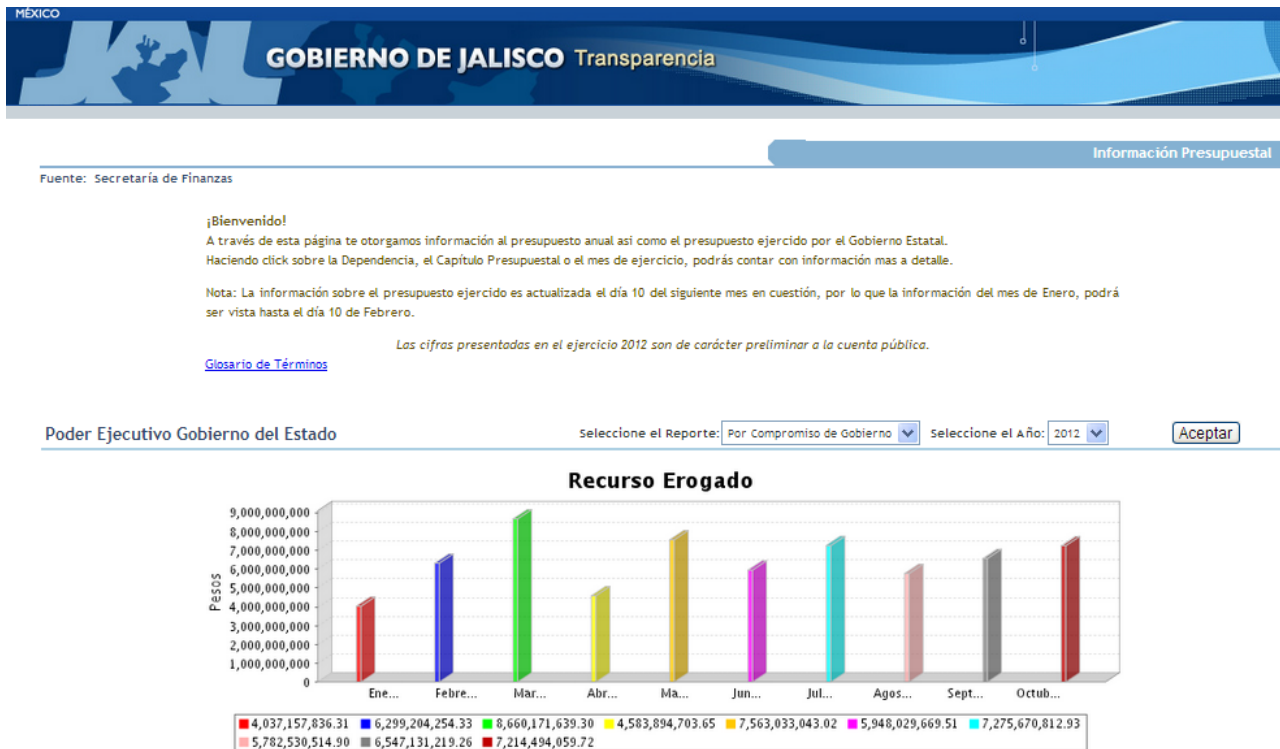 MÉXICO
GOBIERNO DE JALISCO Transparencia
Información Presupuestal
Fuente: Secretaría de Finanzas
¡Bienvenido!
A través de esta página te otorgamos información al presupuesto anual asi como el presupuesto ejercido por el Gobierno Estatal.
Haciendo click sobre la Dependencia, el Capítulo Presupuestal o el mes de ejercicio, podrás contar con información mas a detalle.
Nota: La información sobre el presupuesto ejercido es actualizada el día 10 del siguiente mes en cuestión, por lo que la información del mes de Enero, podrá
ser vista hasta el día 10 de Febrero.
Las cifras presentadas en el ejercicio 2012 son de carácter preliminar a la cuenta pública.
Glosario de Términos
Poder Ejecutivo Gobierno del Estado Seleccione el Reporte: Por Compromiso de Gobierno Seleccione el Año: 2012 Aceptar
Recurso Erogado
Pesos
9,000,000,000
8,000,000,000
7,000,000,000
6,000,000,000
5,000,000,000
4,000,000,000
3,000,000,000
2,000,000,000
1,000,000,000
0
Ene... Febre... Mar... Abr... Ma... Jun... Jul... Agos... Sept... Octub...
4,037,157,836.31 6,299,204,254.33 8,660,171,639.30 4,583,894,703.65 7,563,033,043.02 5,948,029,669.51 7,275,670,812.93
5,782,530,514.90 6,547,131,219.26 7,214,494,059.72